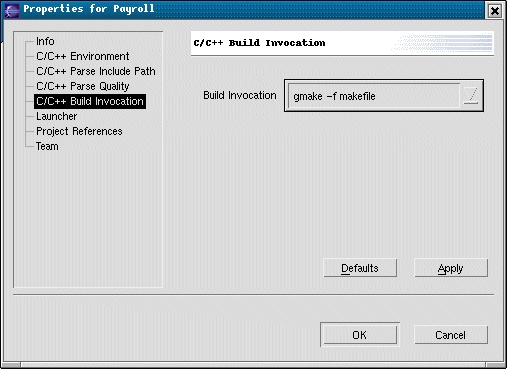 Properties for Payroll
Info
C/C++ Environment
C/C++ Parse Include Path
C/C++ Parse Quality
C/C++ Build Invocation
Launcher
Project References
Team
C/C++ Build Invocation
Build Invocation
gmake -f makefile
Defaults
Apply
OK
Cancel